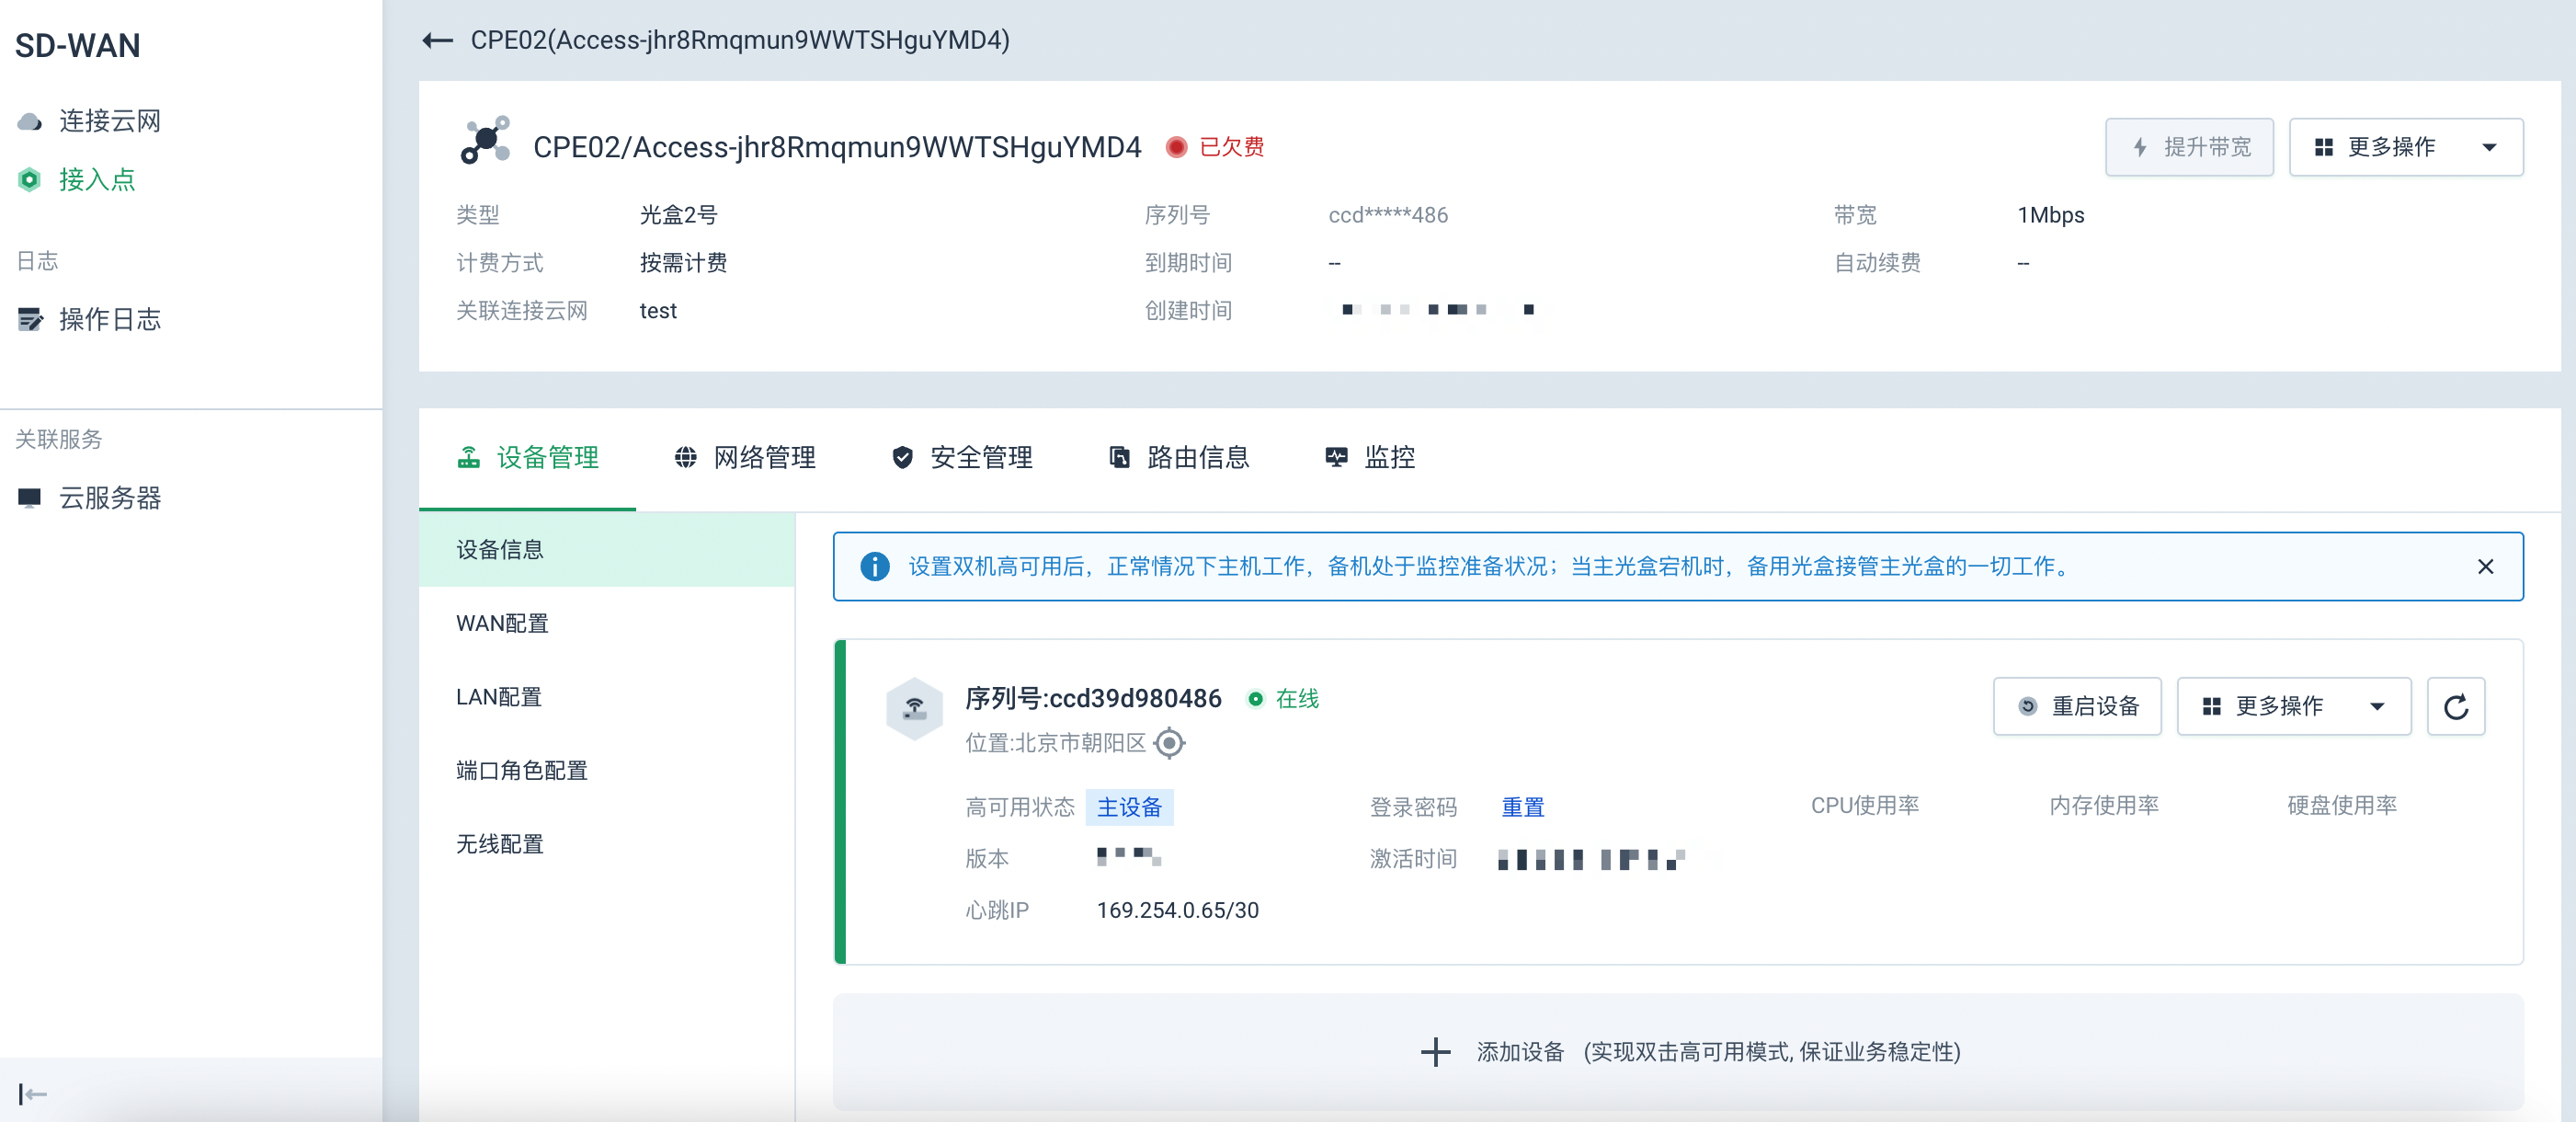 SD-WAN
连接云网
接入点
日志
操作日志
关联服务
云服务器
CPE02(Access-jhr8Rmqmun9WWTSHguYMD4)
CPE02/Access-jhr8Rmqmun9WWTSHguYMD4 已欠费
提升带宽 更多操作
类型 光盒2号 序列号 ccd*****486 带宽 1Mbps
计费方式 按需计费 到期时间 -- 自动续费 --
关联连接云网 test 创建时间
设备管理 网络管理 安全管理 路由信息 监控
设备信息
WAN配置
LAN配置
端口角色配置
无线配置
设置双机高可用后，正常情况下主机工作，备机处于监控准备状况；当主光盒宕机时，备用光盒接管主光盒的一切工作。
序列号:ccd39d980486 在线
位置:北京市朝阳区
重启设备 更多操作
高可用状态 主设备 登录密码 重置 CPU使用率 内存使用率 硬盘使用率
版本 激活时间
心跳IP 169.254.0.65/30
添加设备 (实现双击高可用模式, 保证业务稳定性)